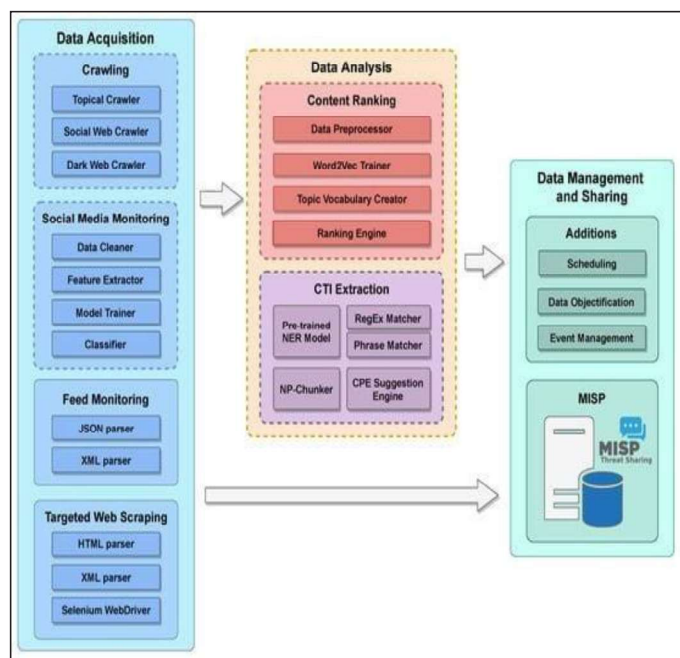 Data Acquisition
Crawling
Topical Crawler
Social Web Crawler
Dark Web Crawler
Social Media Monitoring
Data Cleaner
Feature Extractor
Model Trainer
Classifier
Feed Monitoring
JSON parser
XML parser
Targeted Web Scraping
HTML parser
XML parser
Selenium WebDriver
Data Analysis
Content Ranking
Data Preprocessor
Word2Vec Trainer
Topic Vocabulary Creator
Ranking Engine
CTI Extraction
Pre-trained
NER Model
RegEx Matcher
Phrase Matcher
NP-Chunker
CPE Suggestion
Engine
Data Management
and Sharing
Additions
Scheduling
Data Objectification
Event Management
MISP
MISP
Threat Sharing